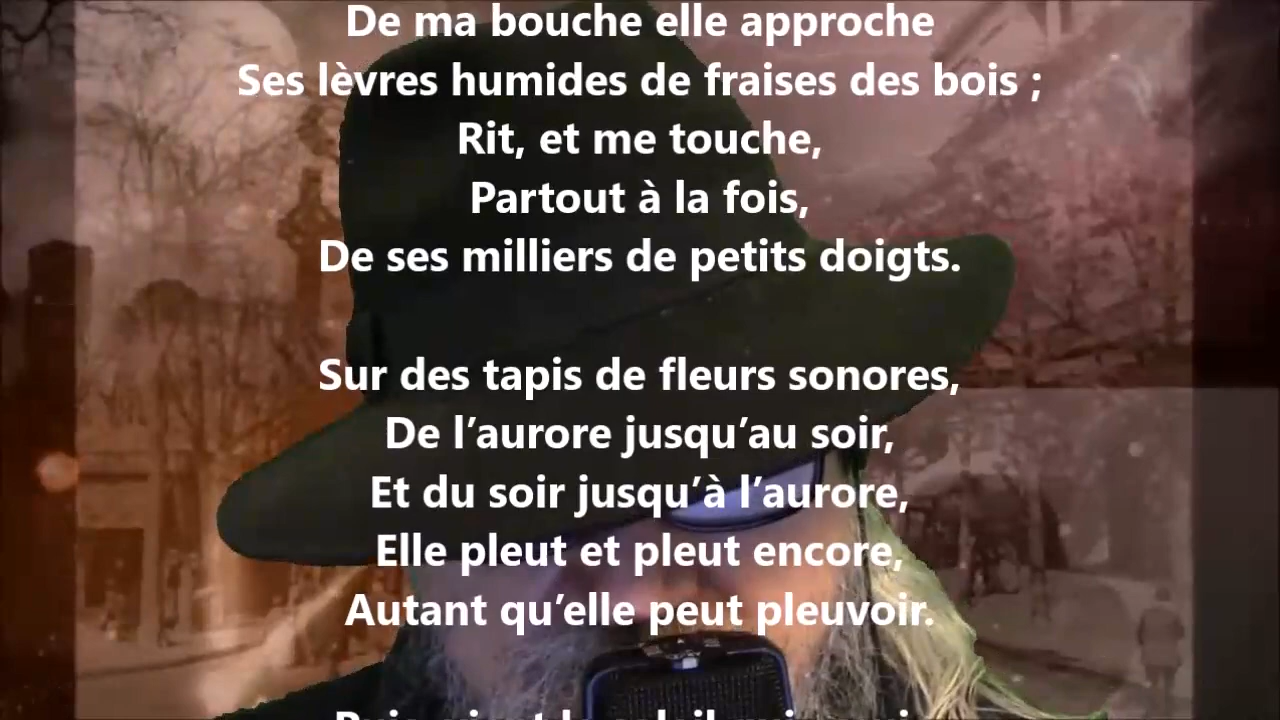 De ma bouche elle approche
Ses lèvres humides de fraises des bois ;
Rit, et me touche,
Partout à la fois,
De ses milliers de petits doigts.
Sur des tapis de fleurs sonores,
De l’aurore jusqu’au soir,
Et du soir jusqu’à l’aurore,
Elle pleut et pleut encore,
Autant qu’elle peut pleuvoir.